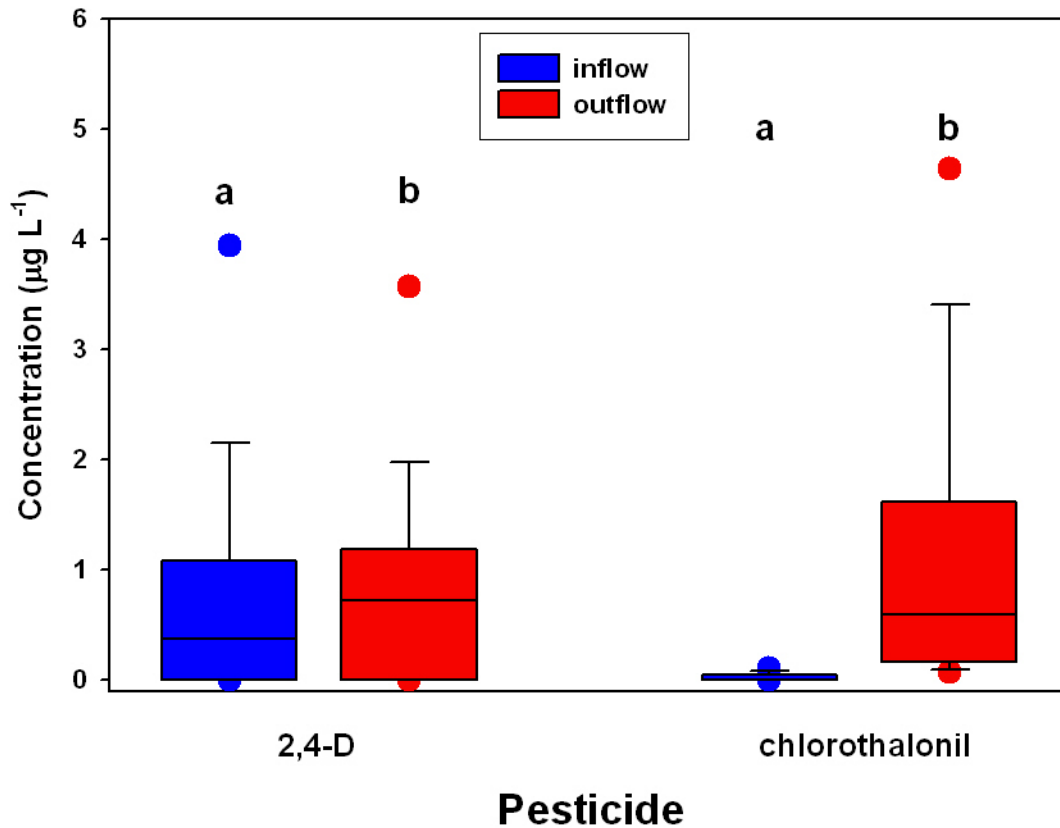 6
inflow
outflow
5
a
b
a
b
4
3
2
1
0
Concentration (μg L⁻¹)
2,4-D
chlorothalonil
Pesticide